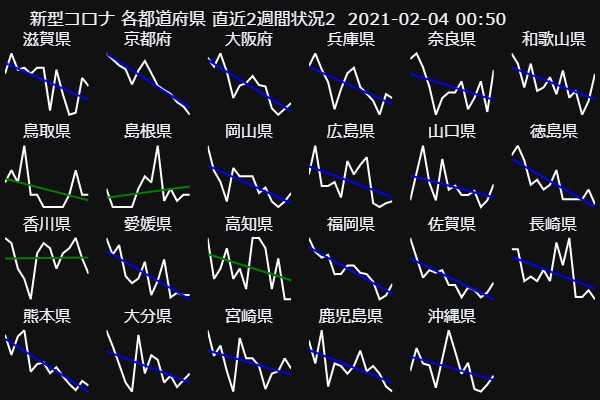 新型コロナ 各都道府県 直近2週間状況2 2021-02-04 00:50
滋賀県 京都府 大阪府 兵庫県 奈良県 和歌山県
鳥取県 島根県 岡山県 広島県 山口県 徳島県
香川県 愛媛県 高知県 福岡県 佐賀県 長崎県
熊本県 大分県 宮崎県 鹿児島県 沖縄県